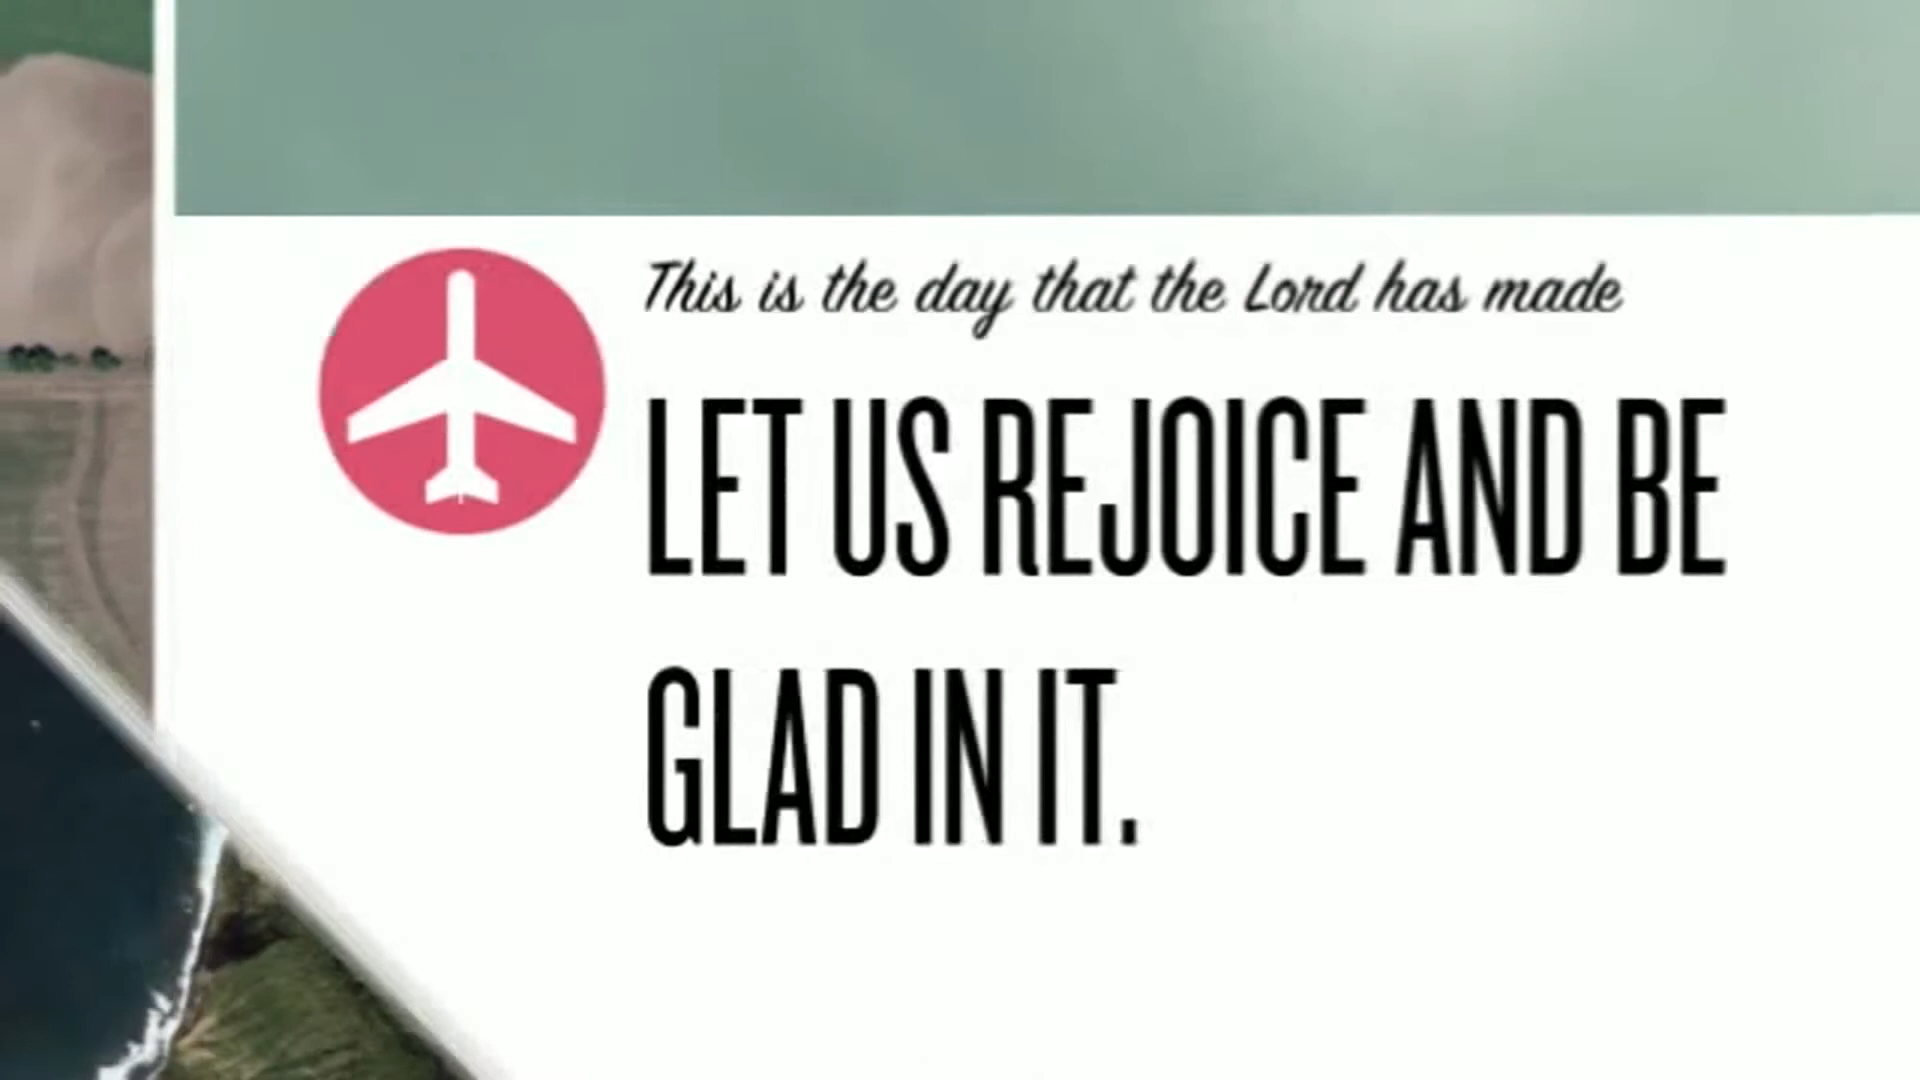 This is the day that the Lord has made
LET US REJOICE AND BE
GLAD IN IT.